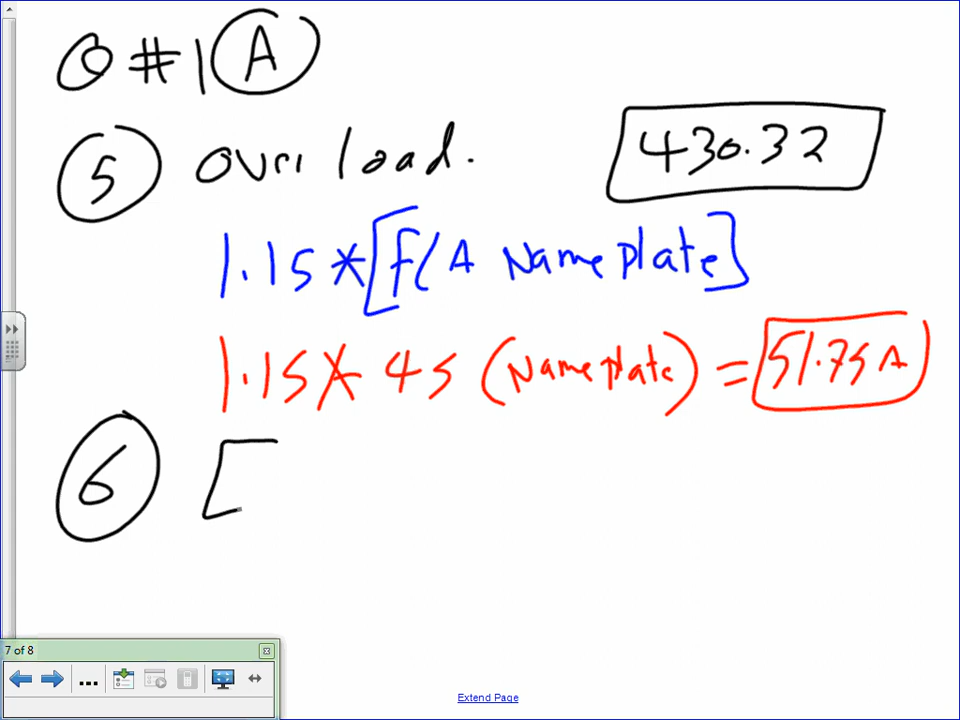 Q #1 A
5 Overload. 430.32
1.15 * [FLA Nameplate]
1.15 * 45 (Nameplate) = 51.75 A
6 [
7 of 8
...
Extend Page